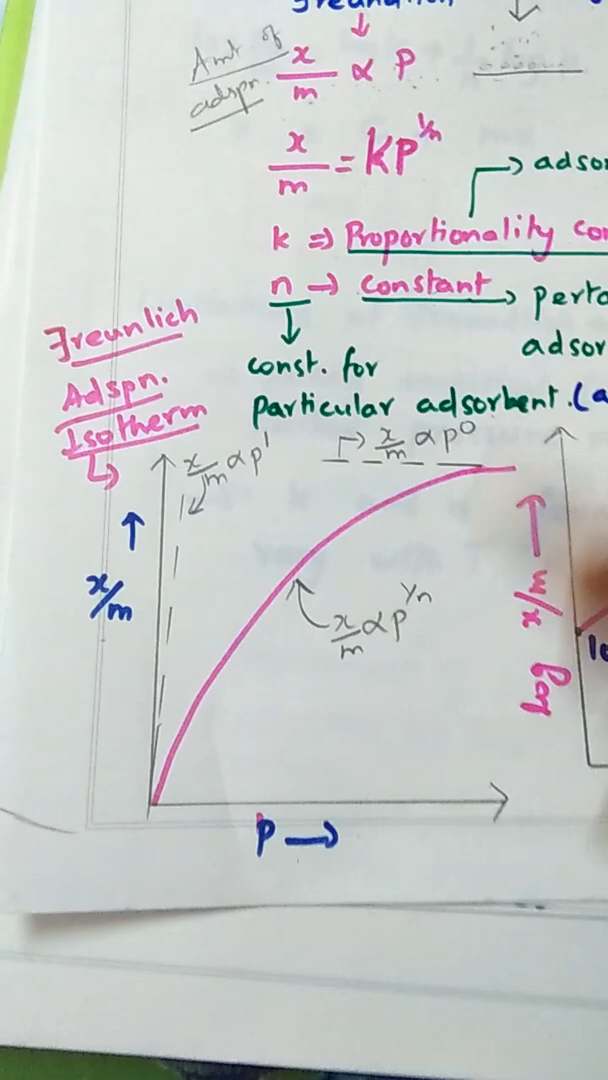 Amt of
adspn.
x/m ∝ P
x/m = KP^1/n
→ adso
k ⇒ Proportionality con
n → constant → perta
adsor
const. for
particular adsorbent. (a
Freunlich
Adspn.
Isotherm
x/m ∝ p^1
→ x/m ∝ p^0
x/m
x/m ∝ p^1/n
log x/m
P →